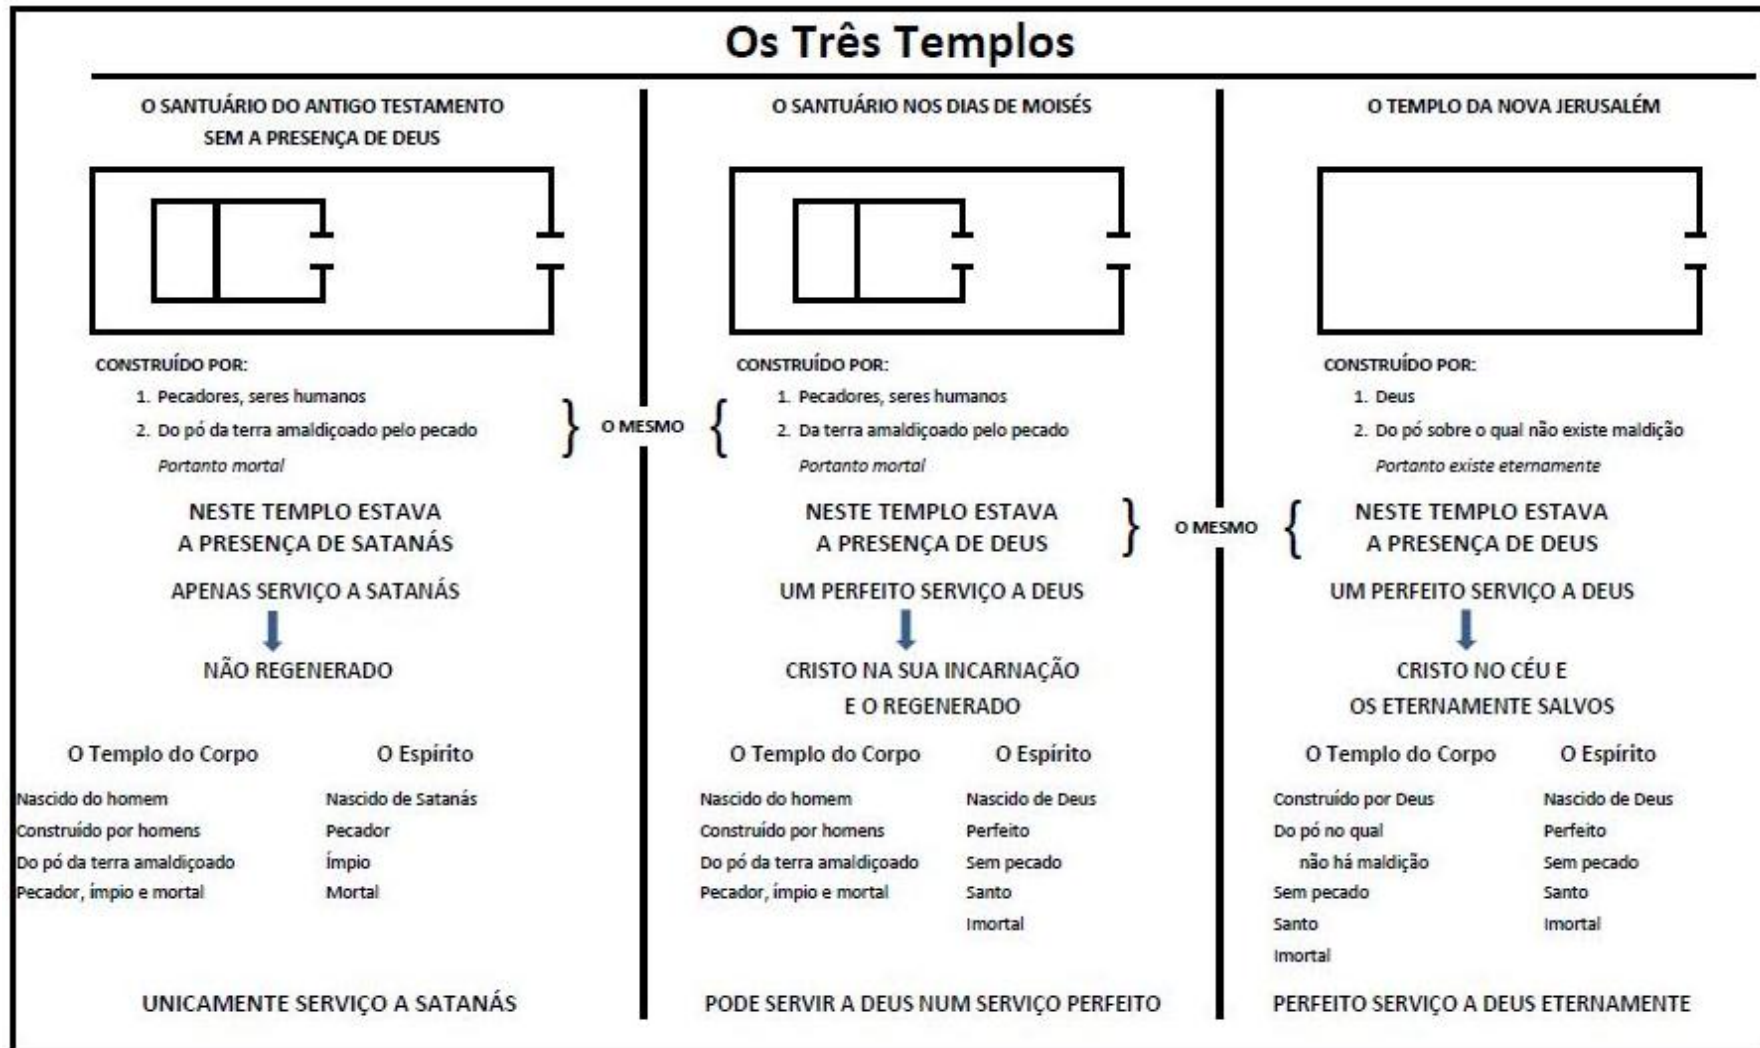 Os Três Templos
O SANTUÁRIO DO ANTIGO TESTAMENTO
SEM A PRESENÇA DE DEUS
CONSTRUÍDO POR:
1. Pecadores, seres humanos
2. Do pó da terra amaldiçoado pelo pecado
Portanto mortal
} O MESMO {
NESTE TEMPLO ESTAVA
A PRESENÇA DE SATANÁS
APENAS SERVIÇO A SATANÁS
NÃO REGENERADO
O Templo do Corpo
Nascido do homem
Construído por homens
Do pó da terra amaldiçoado
Pecador, ímpio e mortal
O Espírito
Nascido de Satanás
Pecador
Ímpio
Mortal
UNICAMENTE SERVIÇO A SATANÁS
O SANTUÁRIO NOS DIAS DE MOISÉS
CONSTRUÍDO POR:
1. Pecadores, seres humanos
2. Da terra amaldiçoado pelo pecado
Portanto mortal
NESTE TEMPLO ESTAVA
A PRESENÇA DE DEUS
} O MESMO {
UM PERFEITO SERVIÇO A DEUS
CRISTO NA SUA INCARNAÇÃO
E O REGENERADO
O Templo do Corpo
Nascido do homem
Construído por homens
Do pó da terra amaldiçoado
Pecador, ímpio e mortal
O Espírito
Nascido de Deus
Perfeito
Sem pecado
Santo
Imortal
PODE SERVIR A DEUS NUM SERVIÇO PERFEITO
O TEMPLO DA NOVA JERUSALÉM
CONSTRUÍDO POR:
1. Deus
2. Do pó sobre o qual não existe maldição
Portanto existe eternamente
NESTE TEMPLO ESTAVA
A PRESENÇA DE DEUS
UM PERFEITO SERVIÇO A DEUS
CRISTO NO CÉU E
OS ETERNAMENTE SALVOS
O Templo do Corpo
Construído por Deus
Do pó no qual
não há maldição
Sem pecado
Santo
Imortal
O Espírito
Nascido de Deus
Perfeito
Sem pecado
Santo
Imortal
PERFEITO SERVIÇO A DEUS ETERNAMENTE